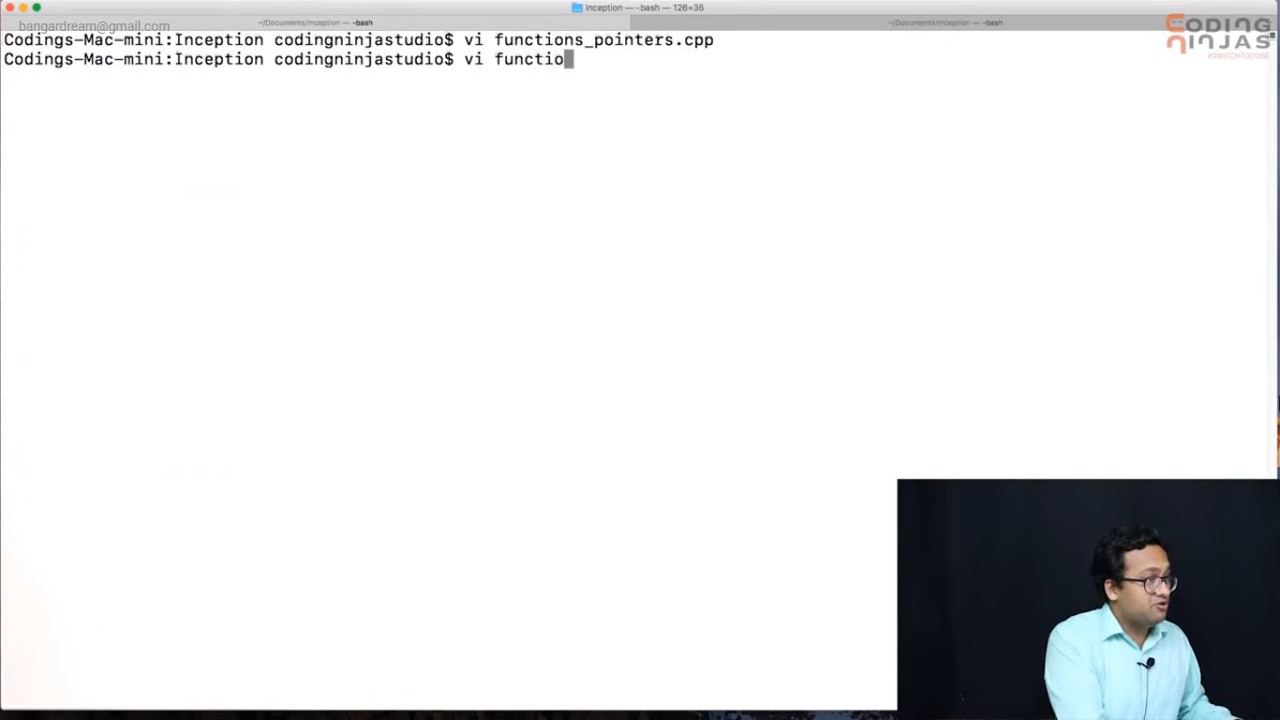 Inception — -bash — 126×35
bangardream@gmail.com
~/Documents/Inception — -bash
~/Documents/Inception — -bash
Codings-Mac-mini:Inception codingninjastudio$ vi functions_pointers.cpp
Codings-Mac-mini:Inception codingninjastudio$ vi functio
CODING
NINJAS
#SWITCHTOCODE